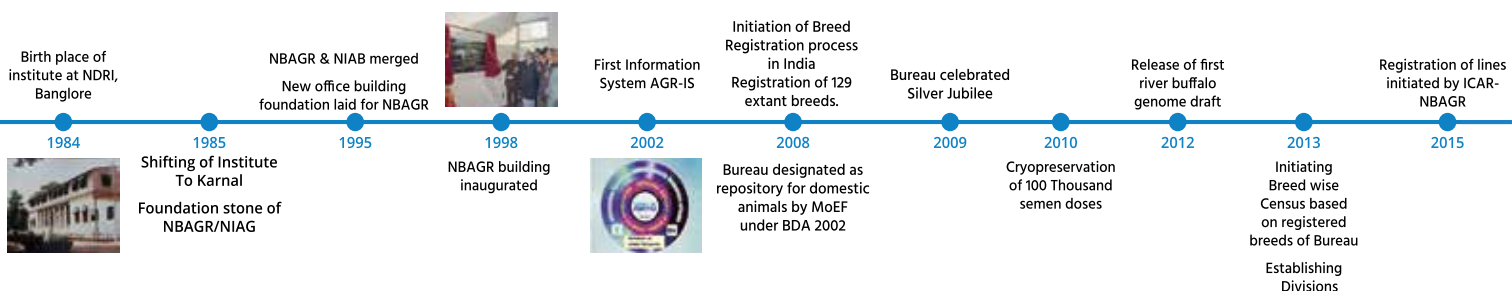 Birth place of
institute at NDRI,
Banglore
1984
1985
Shifting of Institute
To Karnal
Foundation stone of
NBAGR/NIAG
NBAGR & NIAB merged
New office building
foundation laid for NBAGR
1995
1998
NBAGR building
inaugurated
First Information
System AGR-IS
2002
Initiation of Breed
Registration process
in India
Registration of 129
extant breeds.
2008
Bureau designated as
repository for domestic
animals by MoEF
under BDA 2002
Bureau celebrated
Silver Jubilee
2009
2010
Cryopreservation
of 100 Thousand
semen doses
Release of first
river buffalo
genome draft
2012
2013
Initiating
Breed wise
Census based
on registered
breeds of Bureau
Establishing
Divisions
Registration of lines
initiated by ICAR-
NBAGR
2015